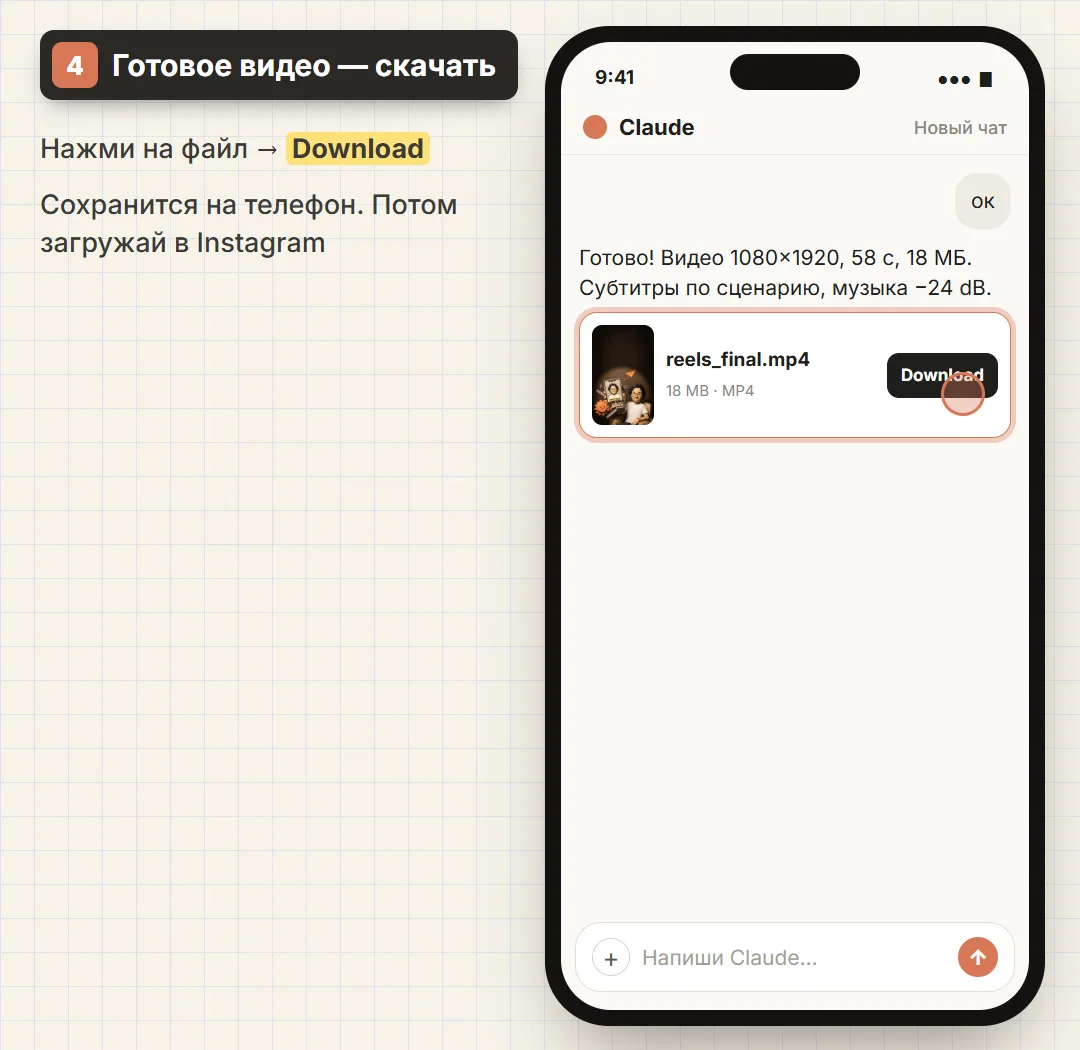 4 Готовое видео — скачать
Нажми на файл → Download
Сохранится на телефон. Потом
загружай в Instagram
9:41
Claude
Новый чат
ок
Готово! Видео 1080×1920, 58 с, 18 МБ.
Субтитры по сценарию, музыка −24 dB.
reels_final.mp4
18 MB · MP4
Download
+ Напиши Claude...